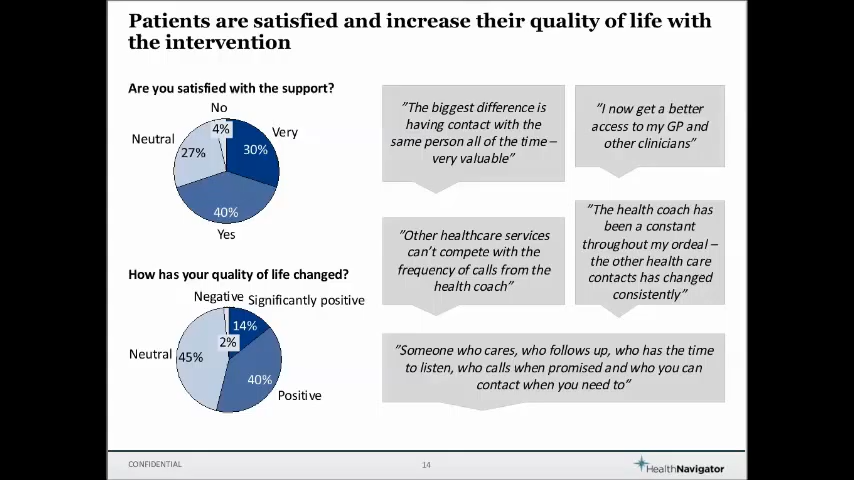 Patients are satisfied and increase their quality of life with
the intervention
Are you satisfied with the support?
No
4%
Very
30%
Neutral
27%
40%
Yes
How has your quality of life changed?
Negative
Significantly positive
14%
2%
Neutral
45%
40%
Positive
”The biggest difference is
having contact with the
same person all of the time –
very valuable”
”I now get a better
access to my GP and
other clinicians”
”Other healthcare services
can’t compete with the
frequency of calls from the
health coach”
”The health coach has
been a constant
throughout my ordeal –
the other health care
contacts has changed
consistently”
”Someone who cares, who follows up, who has the time
to listen, who calls when promised and who you can
contact when you need to”
CONFIDENTIAL
14
HealthNavigator